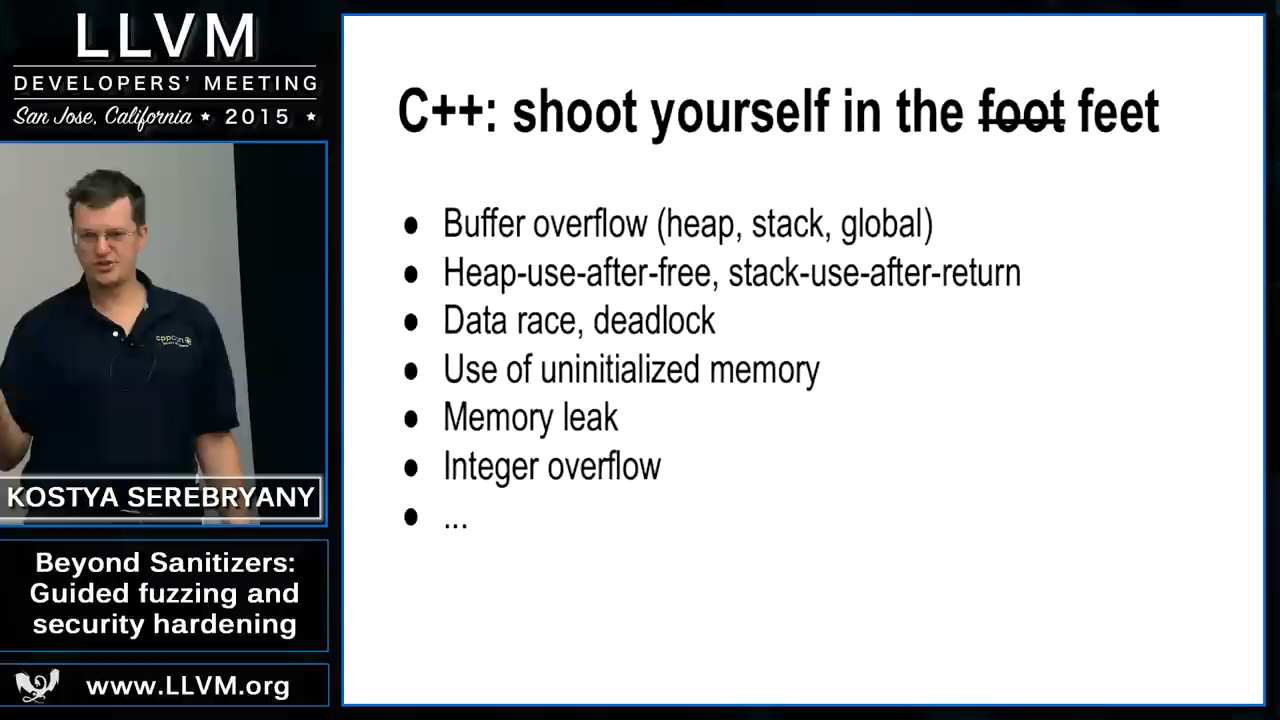 LLVM
DEVELOPERS' MEETING
San Jose, California ★ 2015 ★
cppcon
KOSTYA SEREBRYANY
Beyond Sanitizers:
Guided fuzzing and
security hardening
www.LLVM.org
C++: shoot yourself in the foot feet
● Buffer overflow (heap, stack, global)
● Heap-use-after-free, stack-use-after-return
● Data race, deadlock
● Use of uninitialized memory
● Memory leak
● Integer overflow
● ...